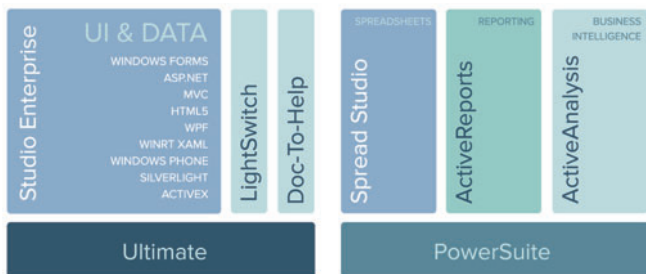 Studio Enterprise
UI & DATA
WINDOWS FORMS
ASP.NET
MVC
HTML5
WPF
WINRT XAML
WINDOWS PHONE
SILVERLIGHT
ACTIVEX
LightSwitch
Doc-To-Help
Ultimate
SPREADSHEETS
Spread Studio
REPORTING
ActiveReports
BUSINESS
INTELLIGENCE
ActiveAnalysis
PowerSuite